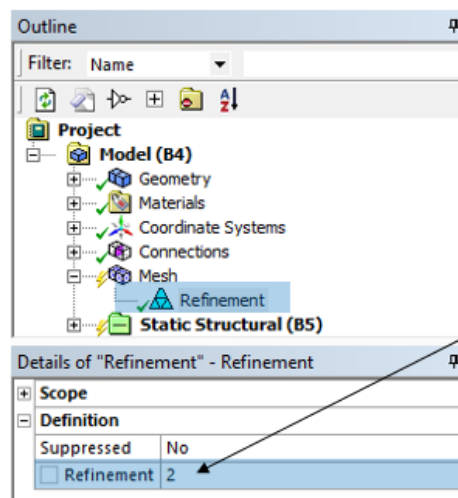 Outline
Filter: Name
Project
Model (B4)
Geometry
Materials
Coordinate Systems
Connections
Mesh
Refinement
Static Structural (B5)
Details of "Refinement" - Refinement
Scope
Definition
Suppressed No
Refinement 2